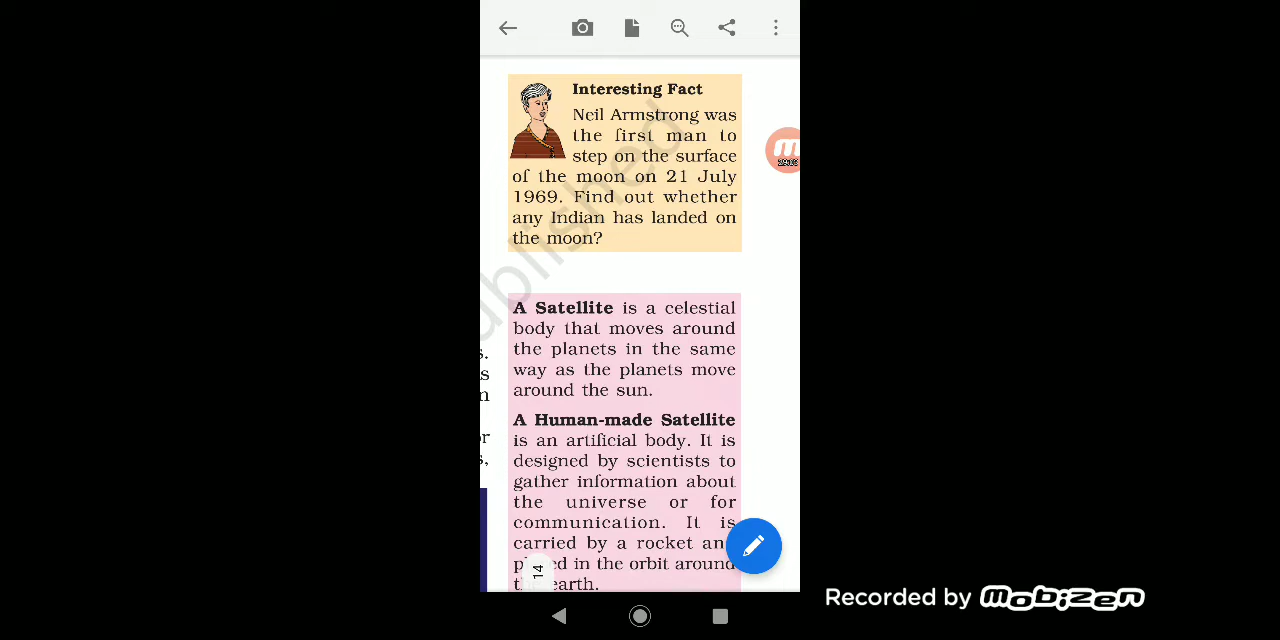 Interesting Fact
Neil Armstrong was
the first man to
step on the surface
of the moon on 21 July
1969. Find out whether
any Indian has landed on
the moon?
A Satellite is a celestial
body that moves around
the planets in the same
way as the planets move
around the sun.
A Human-made Satellite
is an artificial body. It is
designed by scientists to
gather information about
the universe or for
communication. It is
carried by a rocket an
in the orbit around
earth.
s.
s
n
or
s,
ublished
14
Recorded by mobizen